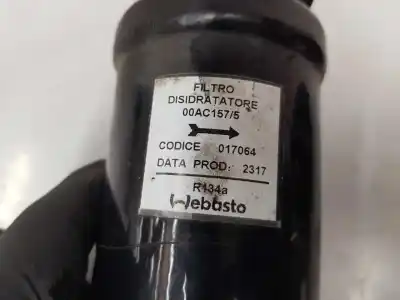 FILTRO
DISIDRATATORE
00AC157/5
CODICE 017064
DATA PROD: 2317
R134a
Webasto